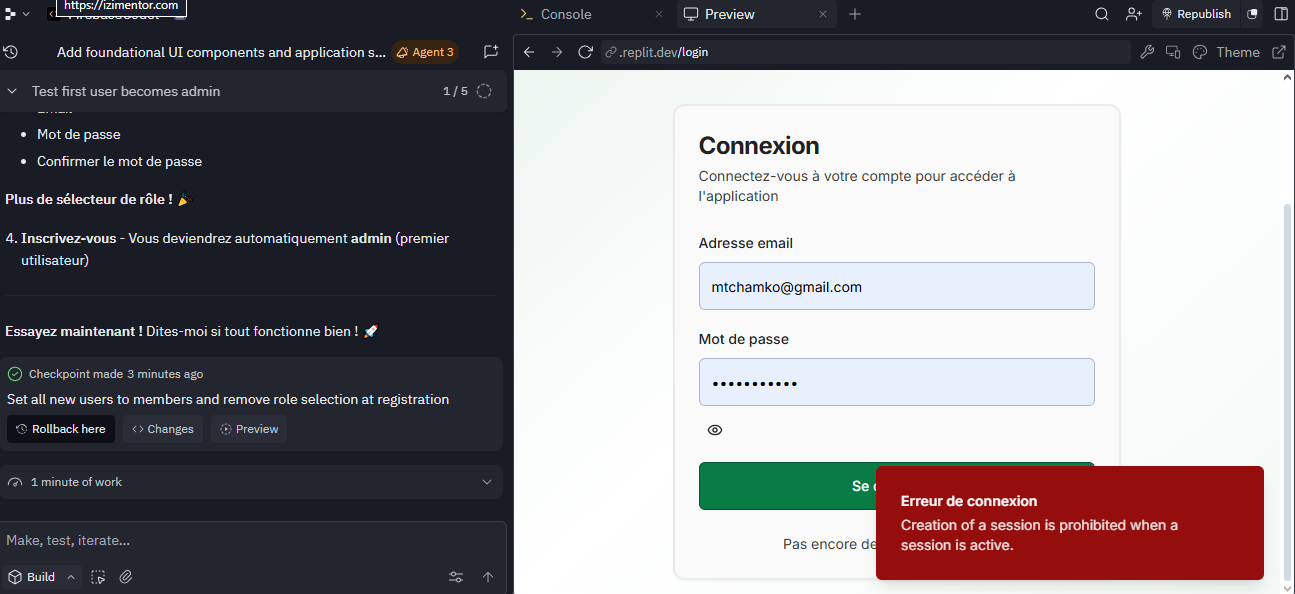 https://izimentor.com
Add foundational UI components and application s...
Agent 3
Test first user becomes admin
1 / 5
• Mot de passe
• Confirmer le mot de passe
Plus de sélecteur de rôle ! 🎉
4. Inscrivez-vous - Vous deviendrez automatiquement admin (premier
utilisateur)
Essayez maintenant ! Dites-moi si tout fonctionne bien ! 🚀
Checkpoint made 3 minutes ago
Set all new users to members and remove role selection at registration
Rollback here
Changes
Preview
1 minute of work
Make, test, iterate...
Build
Console
Preview
Republish
.replit.dev/login
Theme
Connexion
Connectez-vous à votre compte pour accéder à
l'application
Adresse email
mtchamko@gmail.com
Mot de passe
•••••••••••
Se
Pas encore de
Erreur de connexion
Creation of a session is prohibited when a
session is active.